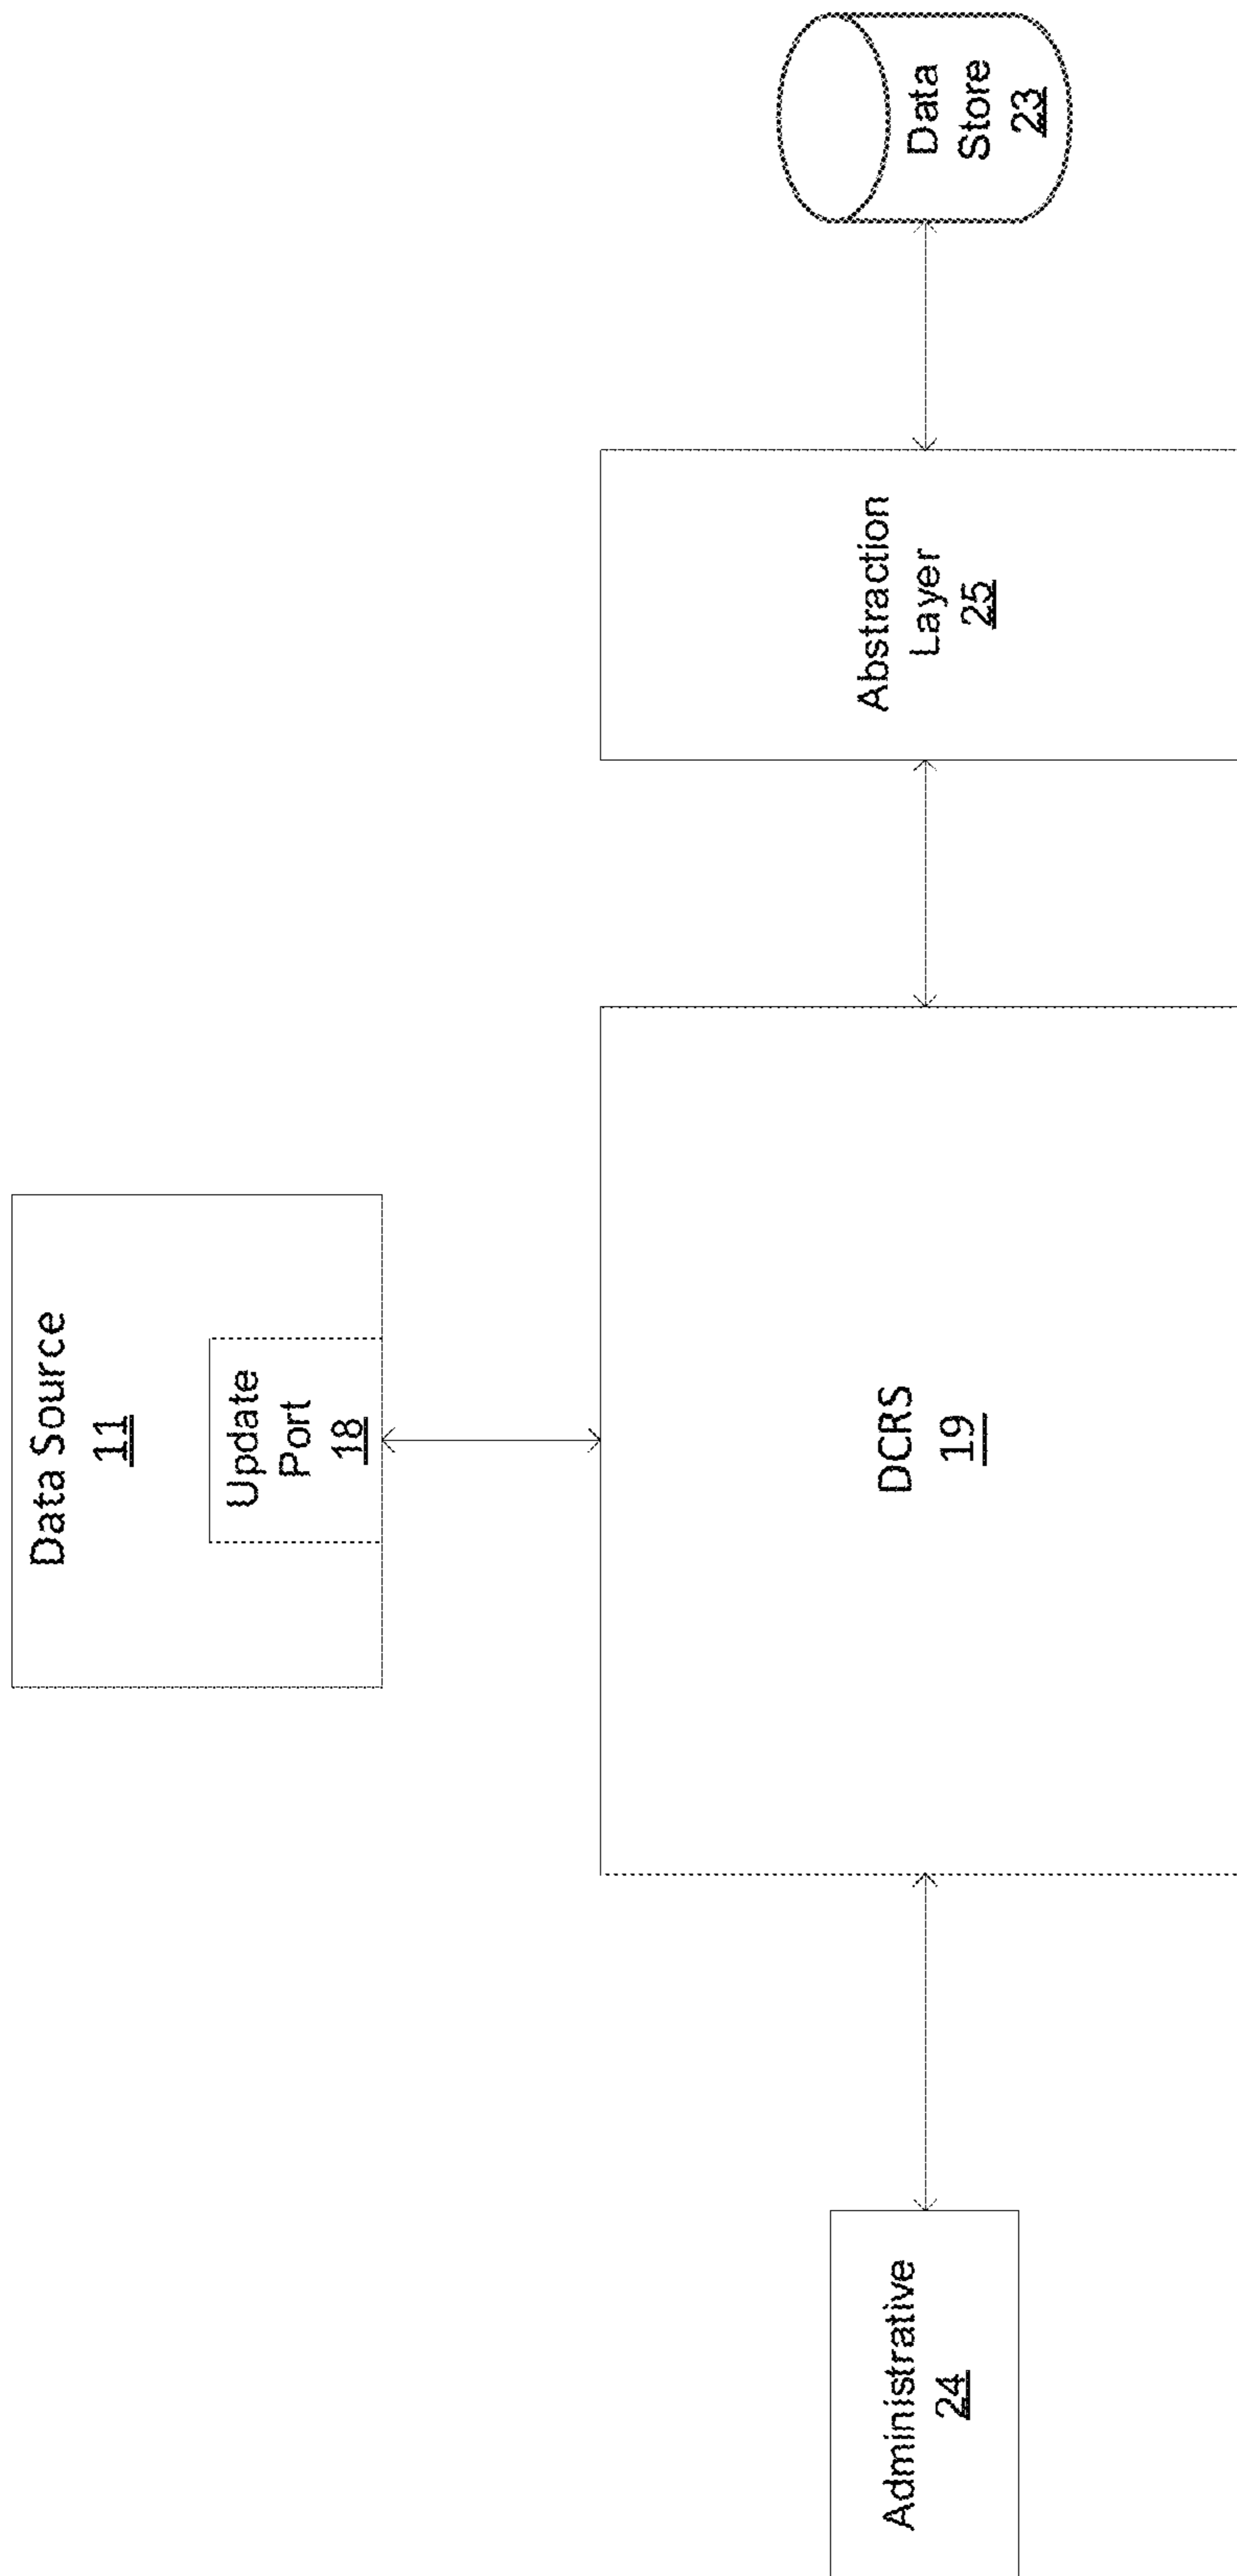 Data Source
11
Update
Port
18
Administrative
24
DCRS
19
Abstraction
Layer
25
Data
Store
23